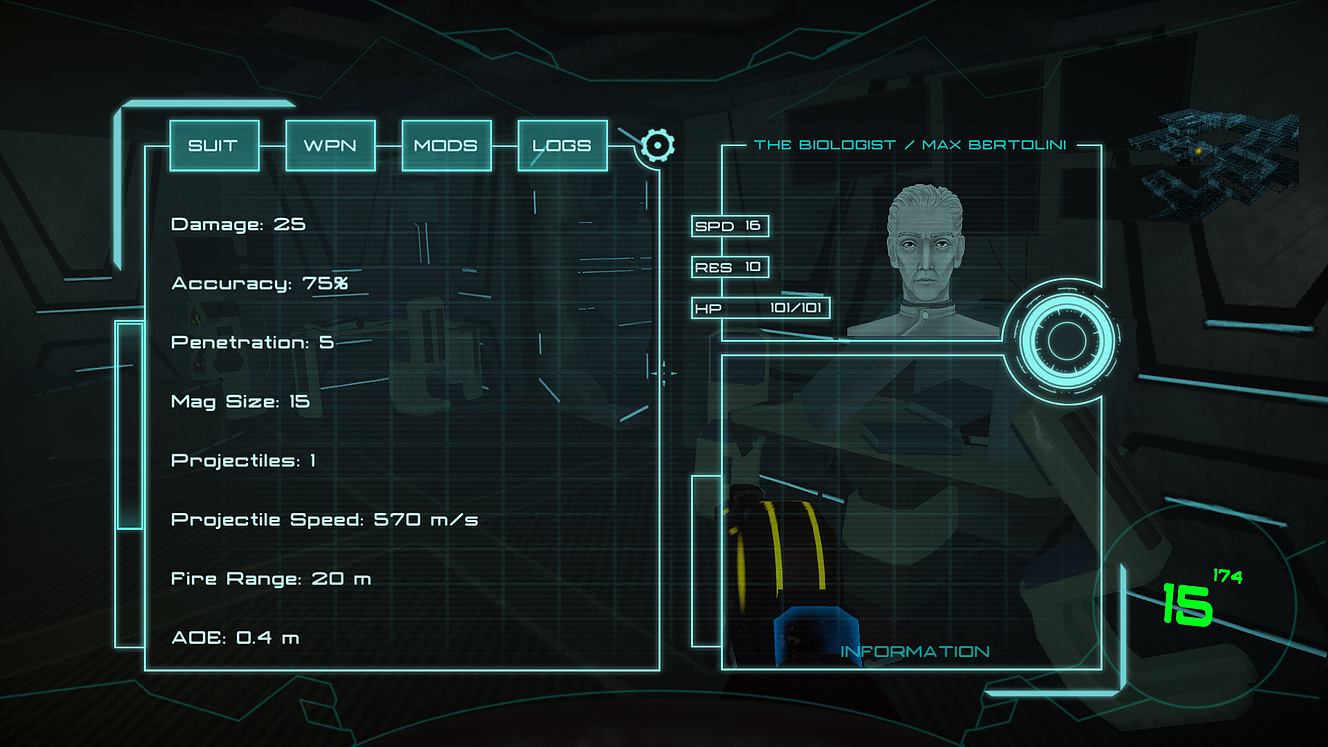 SUIT
WPN
MODS
LOGS
Damage: 25
Accuracy: 75%
Penetration: 5
Mag Size: 15
Projectiles: 1
Projectile Speed: 570 m/s
Fire Range: 20 m
AOE: 0.4 m
THE BIOLOGIST / MAX BERTOLINI
SPD 16
RES 10
HP 101/101
INFORMATION
15 174